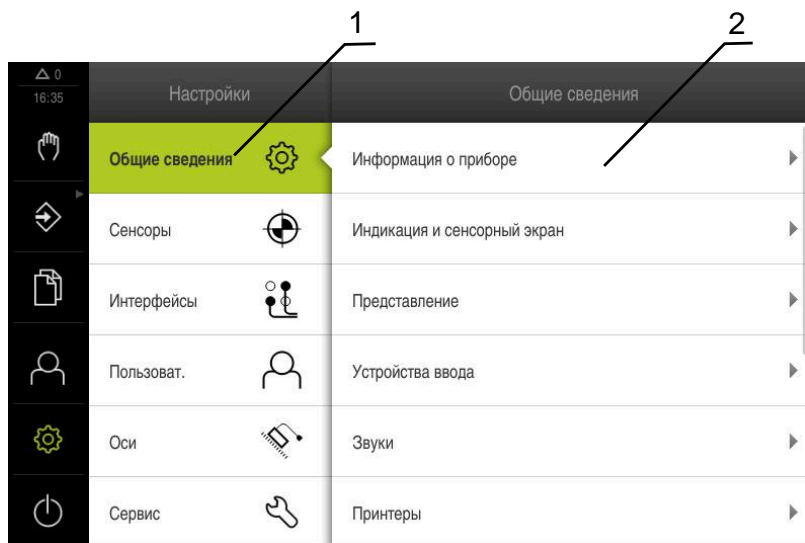 1
2
△ 0
16:35
Настройки
Общие сведения
Общие сведения
Информация о приборе
Сенсоры
Индикация и сенсорный экран
Интерфейсы
Представление
Пользоват.
Устройства ввода
Оси
Звуки
Сервис
Принтеры